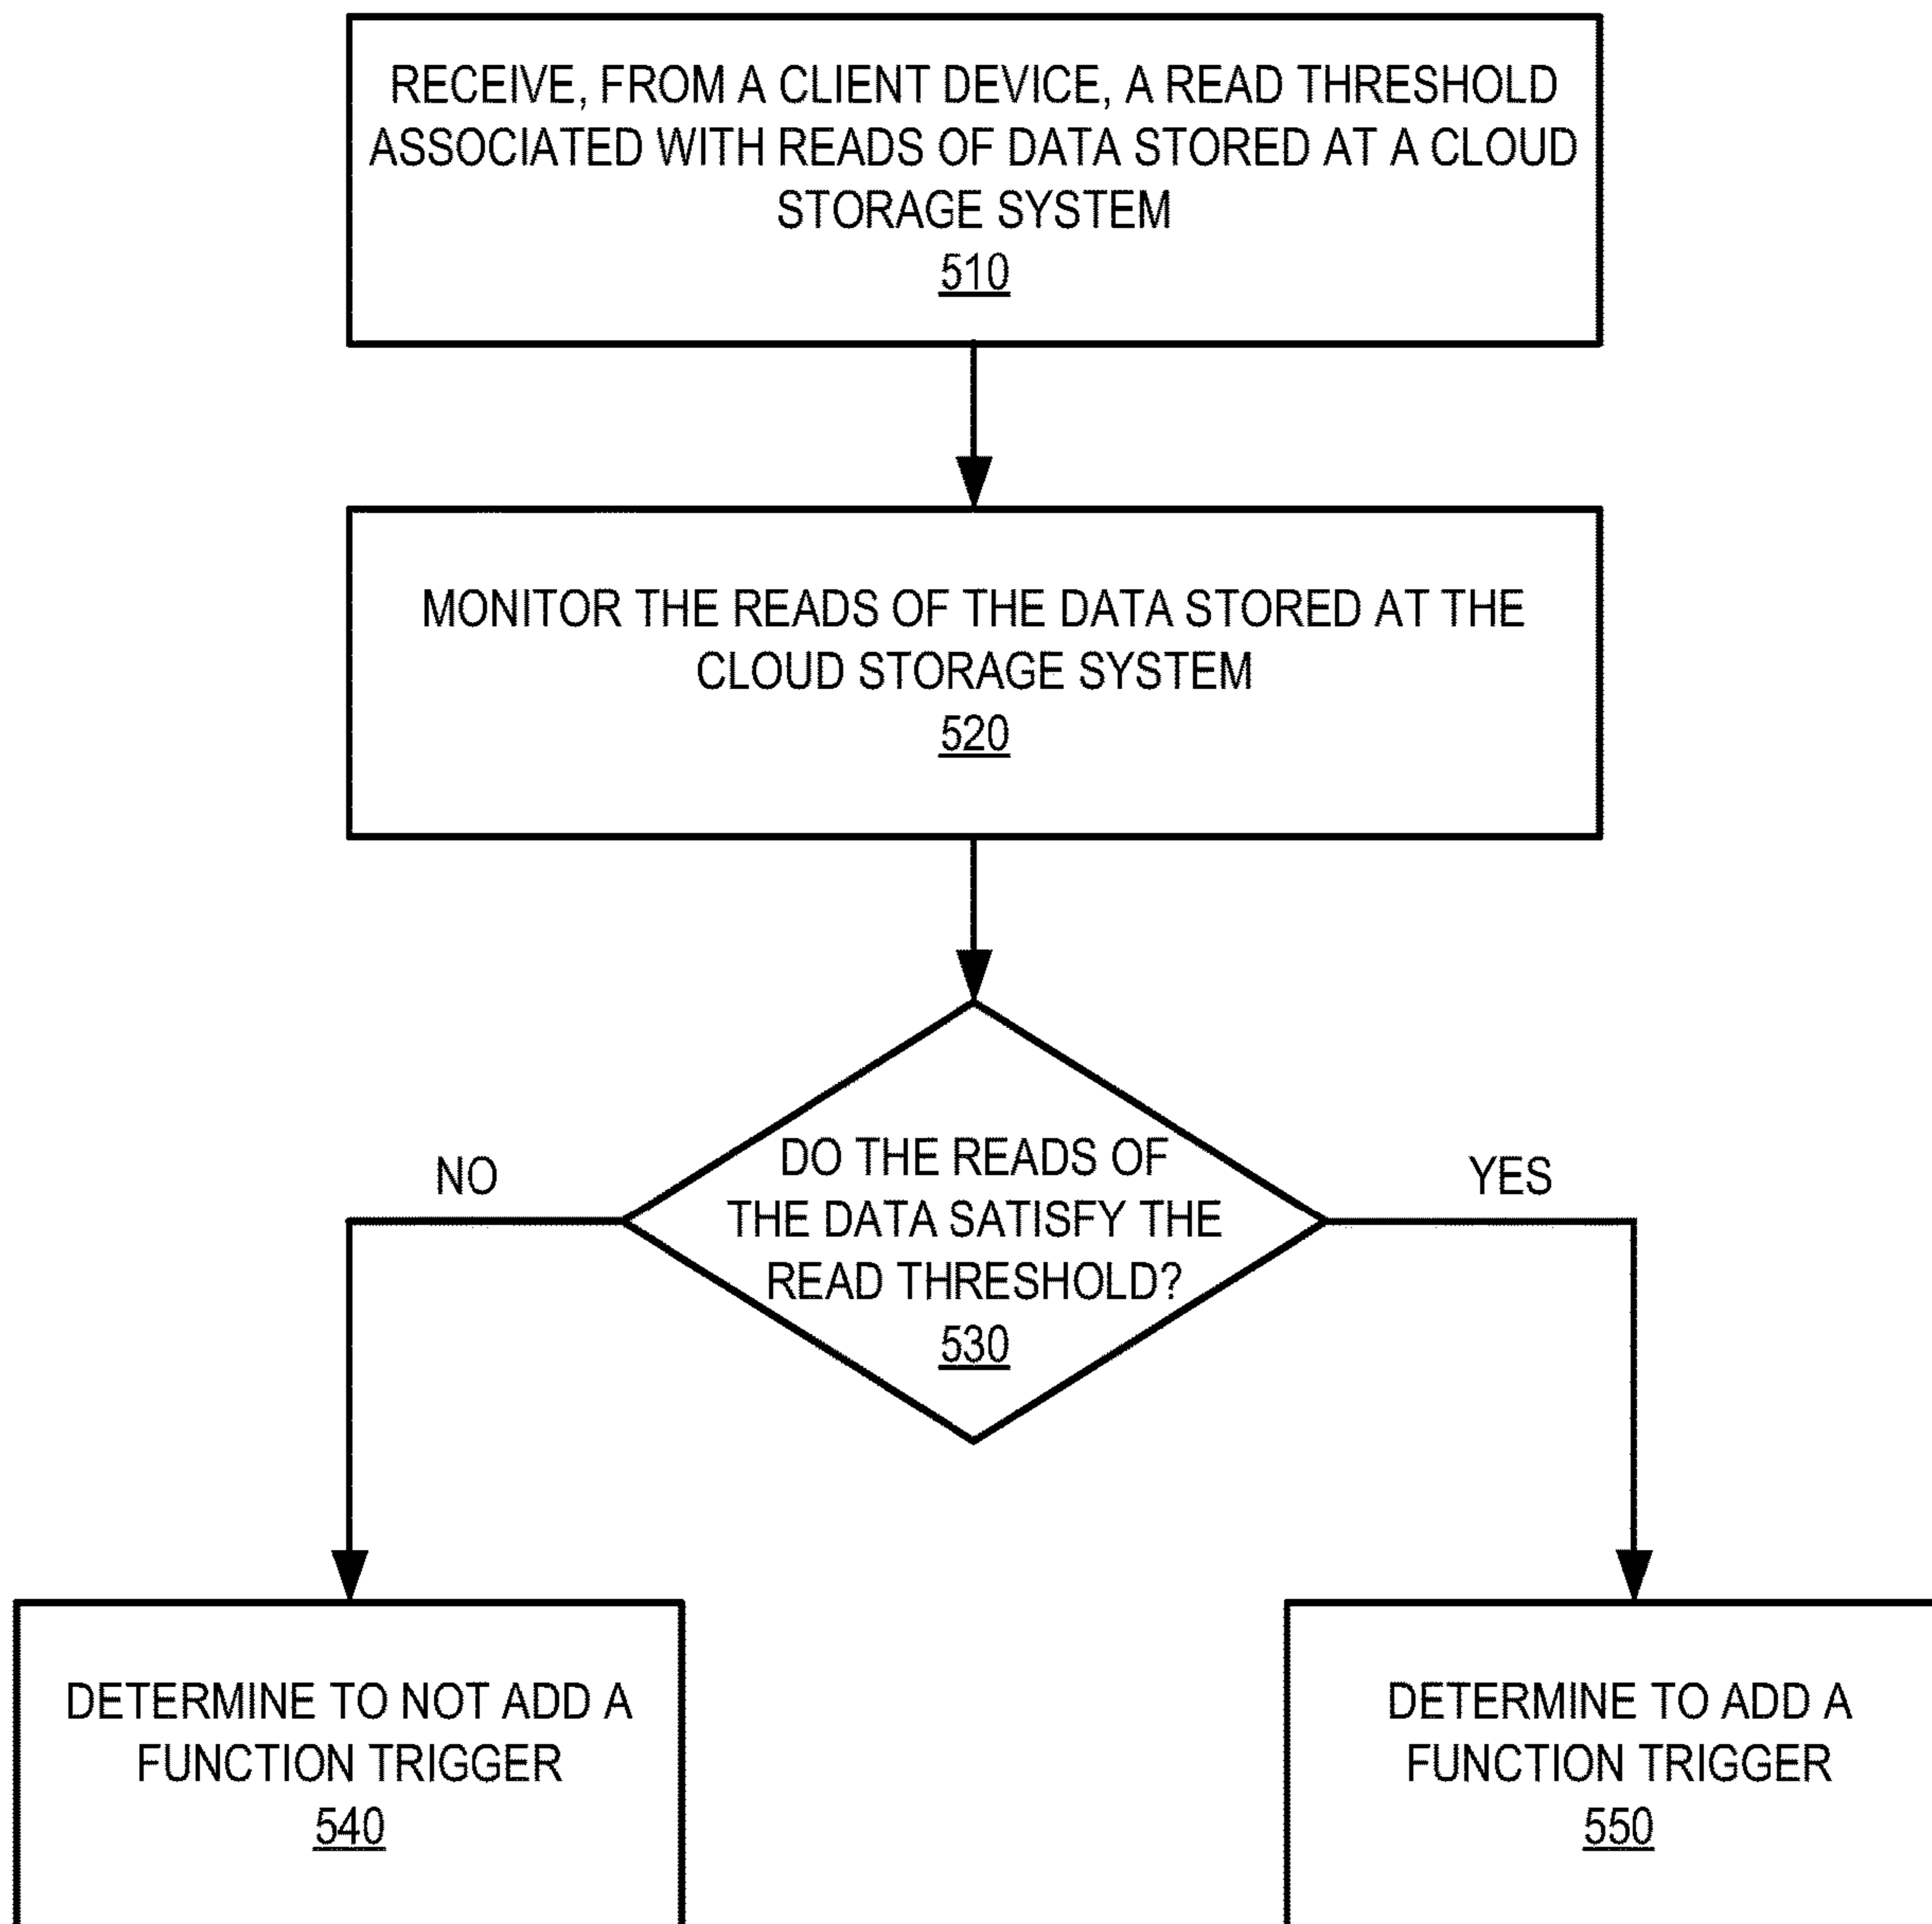 RECEIVE, FROM A CLIENT DEVICE, A READ THRESHOLD
ASSOCIATED WITH READS OF DATA STORED AT A CLOUD
STORAGE SYSTEM
510
MONITOR THE READS OF THE DATA STORED AT THE
CLOUD STORAGE SYSTEM
520
DO THE READS OF
THE DATA SATISFY THE
READ THRESHOLD?
530
NO
YES
DETERMINE TO NOT ADD A
FUNCTION TRIGGER
540
DETERMINE TO ADD A
FUNCTION TRIGGER
550